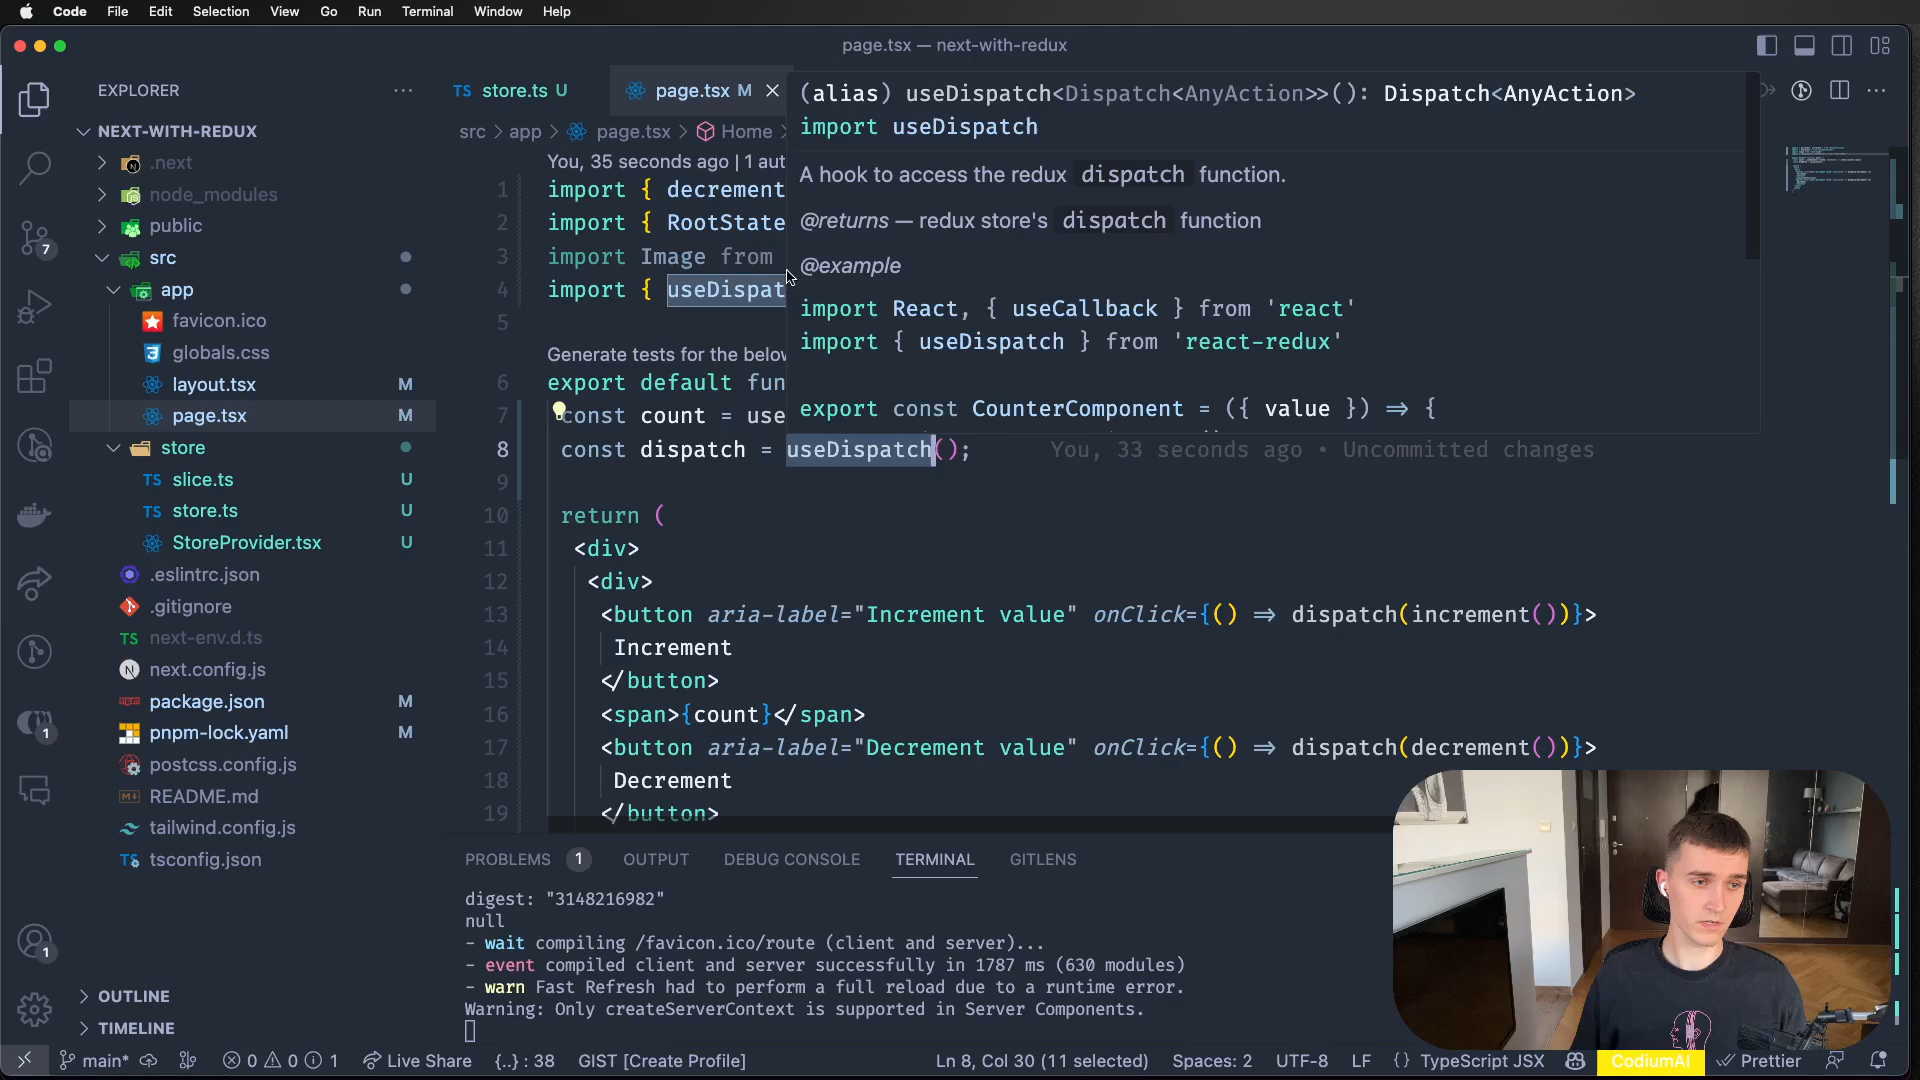 Code File Edit Selection View Go Run Terminal Window Help
page.tsx — next-with-redux
EXPLORER
NEXT-WITH-REDUX
.next
node_modules
public
src
app
favicon.ico
globals.css
layout.tsx M
page.tsx M
store
TS slice.ts U
TS store.ts U
StoreProvider.tsx U
.eslintrc.json
.gitignore
TS next-env.d.ts
next.config.js
package.json M
pnpm-lock.yaml M
postcss.config.js
README.md
tailwind.config.js
tsconfig.json
OUTLINE
TIMELINE
7
1
1
TS store.ts U
page.tsx M
src > app > page.tsx > Home >
You, 35 seconds ago | 1 aut
1 import { decrement
2 import { RootState
3 import Image from
4 import { useDispat
5
Generate tests for the below
6 export default fun
7 const count = use
8 const dispatch = useDispatch(); You, 33 seconds ago • Uncommitted changes
9
10 return (
11 <div>
12 <div>
13 <button aria-label="Increment value" onClick={() => dispatch(increment())}>
14 Increment
15 </button>
16 <span>{count}</span>
17 <button aria-label="Decrement value" onClick={() => dispatch(decrement())}>
18 Decrement
19 </button>
(alias) useDispatch<Dispatch<AnyAction>>(): Dispatch<AnyAction>
import useDispatch
A hook to access the redux dispatch function.
@returns — redux store's dispatch function
@example
import React, { useCallback } from 'react'
import { useDispatch } from 'react-redux'
export const CounterComponent = ({ value }) => {
PROBLEMS 1 OUTPUT DEBUG CONSOLE TERMINAL GITLENS
digest: "3148216982"
null
- wait compiling /favicon.ico/route (client and server)...
- event compiled client and server successfully in 1787 ms (630 modules)
- warn Fast Refresh had to perform a full reload due to a runtime error.
Warning: Only createServerContext is supported in Server Components.
main* 0 0 1 Live Share {..} : 38 GIST [Create Profile] Ln 8, Col 30 (11 selected) Spaces: 2 UTF-8 LF {} TypeScript JSX CodiumAI Prettier